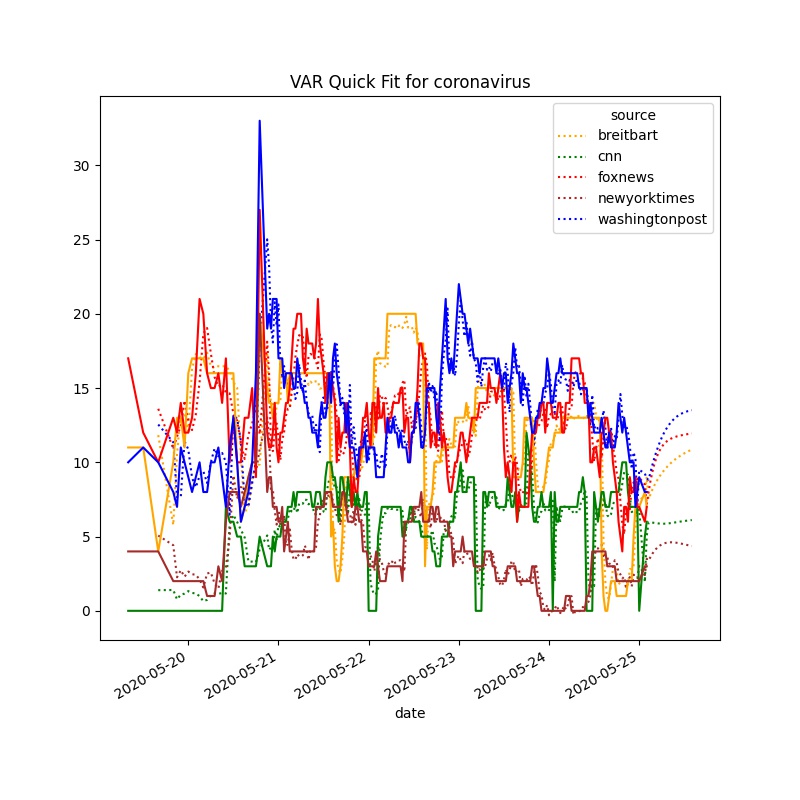 VAR Quick Fit for coronavirus
source
breitbart
cnn
foxnews
newyorktimes
washingtonpost
30
25
20
15
10
5
0
2020-05-20
2020-05-21
2020-05-22
2020-05-23
2020-05-24
2020-05-25
date